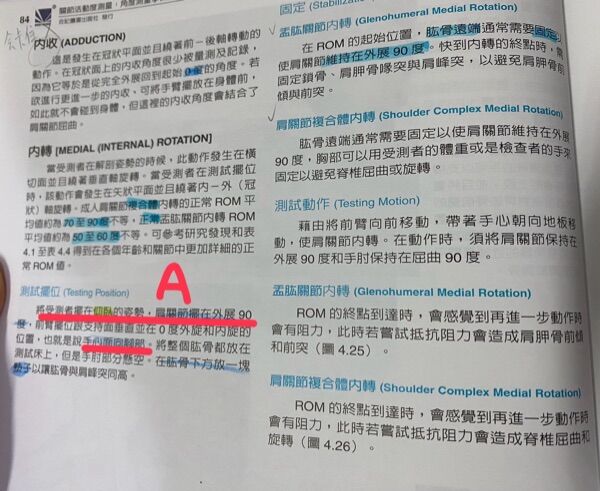 84
關節活動度測量：角度測量
合記圖書出版社 發行
內收 (ADDUCTION)
這是發生在冠狀平面並且繞著前－後軸轉動的
動作。在冠狀面上的內收角度很少被量測及記錄，
因為它等於是從完全外展回到起始0度的角度。若
欲進行更進一步的內收、可將手臂擺放在身體前，
如此就不會碰到身體，但這裡的內收角度會結合了
肩關節屈曲。
內轉 [MEDIAL (INTERNAL) ROTATION]
當受測者在解剖姿勢的時候，此動作發生在橫
切面並且繞著垂直軸旋轉。當受測者在測試擺位
時，該動作會發生在矢狀平面並且繞著內－外（冠
狀）軸旋轉。成人肩關節複合體內轉的正常 ROM 平
均值約為 70 至 90 度不等，正常盂肱關節內轉 ROM
平均值約為 50 至 60 度不等。可參考研究發現和表
4.1 至表 4.4 得到在各個年齡和關節中更加詳細的正
常 ROM 值。
測試擺位 (Testing Position)
A
將受測者擺在仰臥的姿勢，肩關節擺在外展 90
度，前臂擺位跟支持面垂直並在 0 度外旋和內旋的
位置，也就是說手心面向腳部。將整個肱骨都放在
測試床上，但是手肘部分懸空。在肱骨下方放一塊
墊子以讓肱骨與肩峰突同高。
固定 (Stabilization)
盂肱關節內轉 (Glenohumeral Medial Rotation)
在 ROM 的起始位置，肱骨遠端通常需要固定
關節維持在外展 90 度。快到內轉的終點時，需
固定鎖骨、肩胛骨喙突與肩峰突，以避免肩胛骨前
傾與前突。
肩關節複合體內轉 (Shoulder Complex Medial Rotation)
肱骨遠端通常需要固定以使肩關節維持在外展
90 度，胸部可以用受測者的體重或是檢查者的手來
固定以避免脊椎屈曲或旋轉。
測試動作 (Testing Motion)
藉由將前臂向前移動，帶著手心朝向地板移
動，使肩關節內轉。在動作時，須將肩關節保持在
外展 90 度和手肘保持在屈曲 90 度。
盂肱關節內轉 (Glenohumeral Medial Rotation)
ROM 的終點到達時，將會感覺到再進一步動作時
會有阻力，此時若嘗試抵抗阻力會造成肩胛骨前傾
和前突（圖 4.25）。
肩關節複合體內轉 (Shoulder Complex Medial Rotation)
ROM 的終點到達時，會感覺到再進一步動作時
會有阻力，此時若嘗試抵抗阻力會造成脊椎屈曲和
旋轉（圖 4.26）。